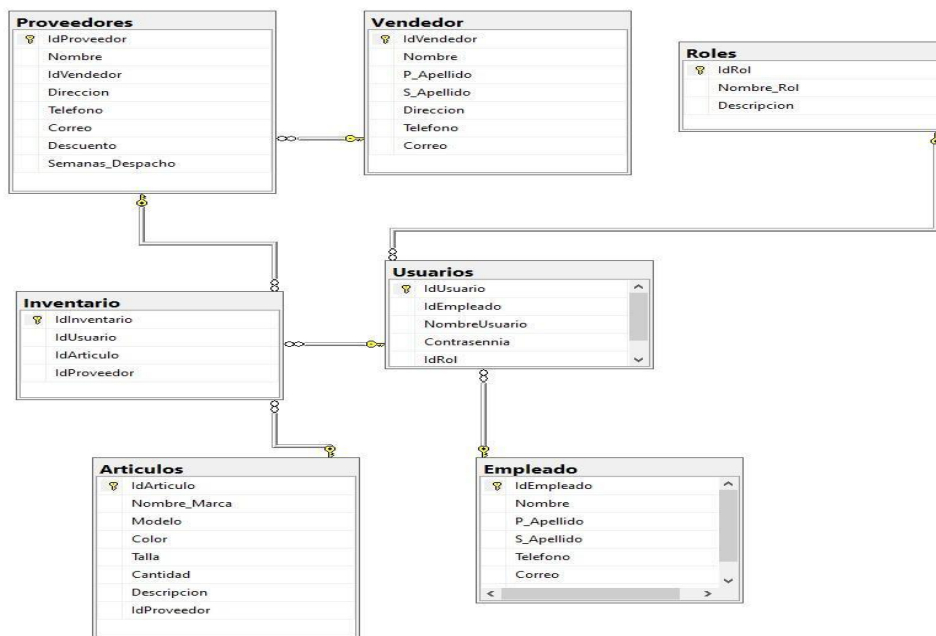 Proveedores
IdProveedor
Nombre
IdVendedor
Direccion
Telefono
Correo
Descuento
Semanas_Despacho
Vendedor
IdVendedor
Nombre
P_Apellido
S_Apellido
Direccion
Telefono
Correo
Roles
IdRol
Nombre_Rol
Descripcion
Inventario
IdInventario
IdUsuario
IdArticulo
IdProveedor
Usuarios
IdUsuario
IdEmpleado
NombreUsuario
Contrasennia
IdRol
Articulos
IdArticulo
Nombre_Marca
Modelo
Color
Talla
Cantidad
Descripcion
IdProveedor
Empleado
IdEmpleado
Nombre
P_Apellido
S_Apellido
Telefono
Correo